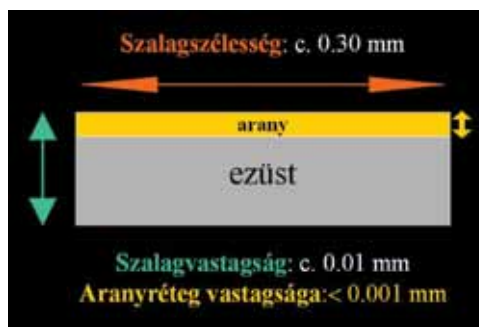 Szalagszélesség: c. 0.30 mm
arany
ezüst
Szalagvastagság: c. 0.01 mm
Aranyréteg vastagsága:< 0.001 mm